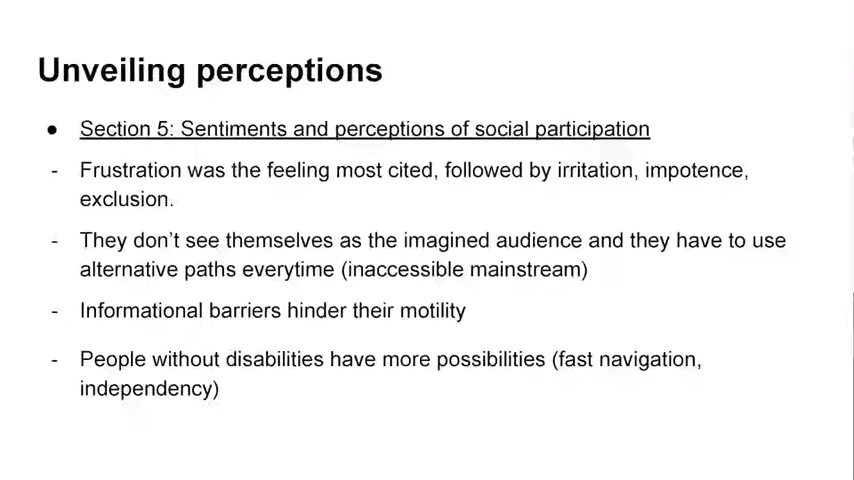 Unveiling perceptions
● Section 5: Sentiments and perceptions of social participation
- Frustration was the feeling most cited, followed by irritation, impotence,
exclusion.
- They don’t see themselves as the imagined audience and they have to use
alternative paths everytime (inaccessible mainstream)
- Informational barriers hinder their motility
- People without disabilities have more possibilities (fast navigation,
independency)